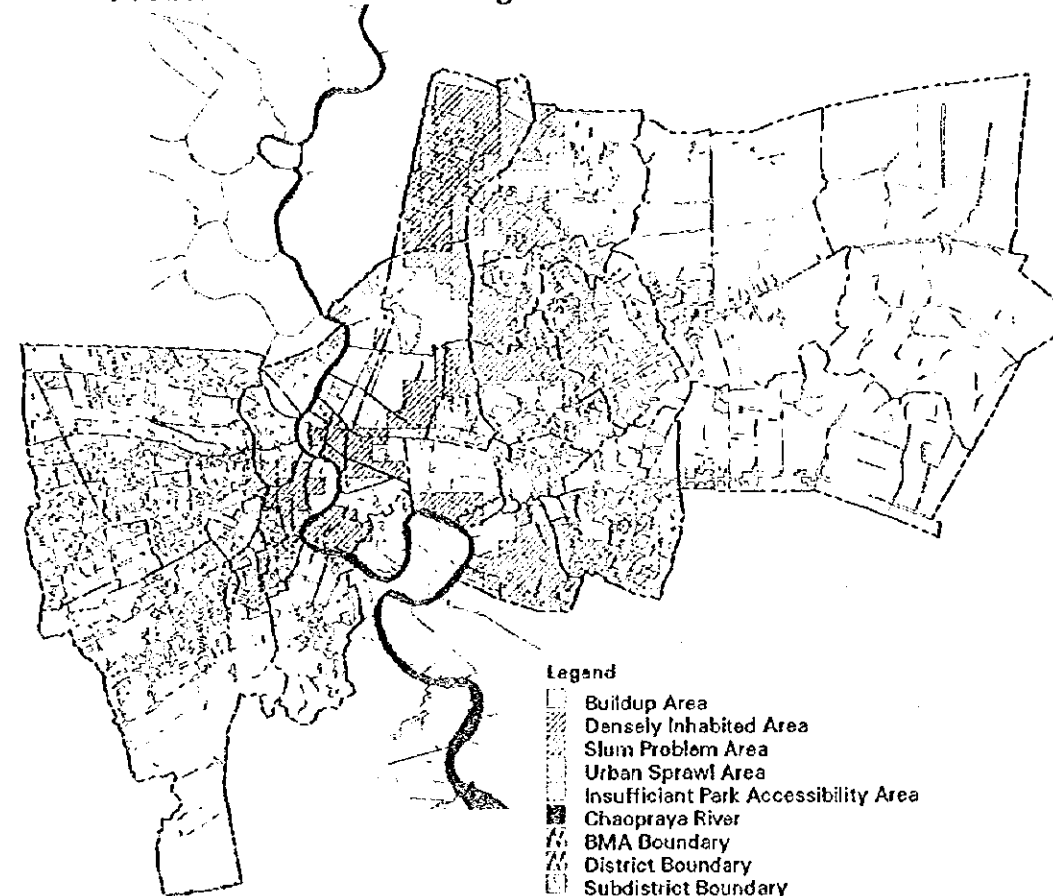 Legend
Buildup Area
Densely Inhabited Area
Slum Problem Area
Urban Sprawl Area
Insufficient Park Accessibility Area
Chaopraya River
BMA Boundary
District Boundary
Subdistrict Boundary